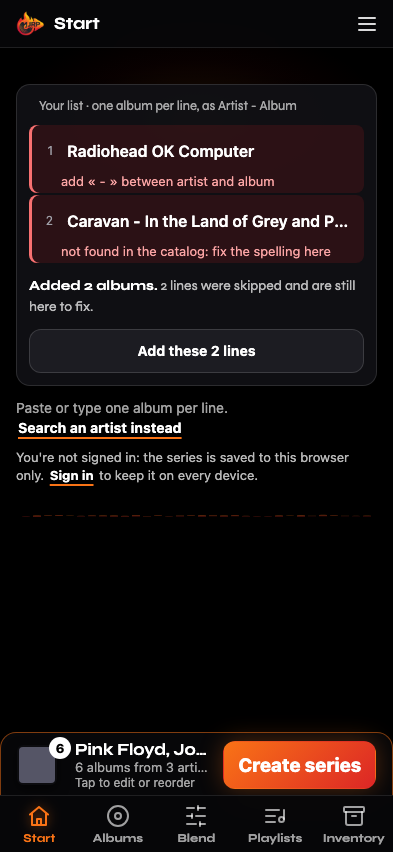 JRP
Start
Your list · one album per line, as Artist - Album
1 Radiohead OK Computer
add « - » between artist and album
2 Caravan - In the Land of Grey and P...
not found in the catalog: fix the spelling here
Added 2 albums. 2 lines were skipped and are still
here to fix.
Add these 2 lines
Paste or type one album per line.
Search an artist instead
You're not signed in: the series is saved to this browser
only. Sign in to keep it on every device.
6
Pink Floyd, Jo...
6 albums from 3 arti...
Tap to edit or reorder
Create series
Start Albums Blend Playlists Inventory